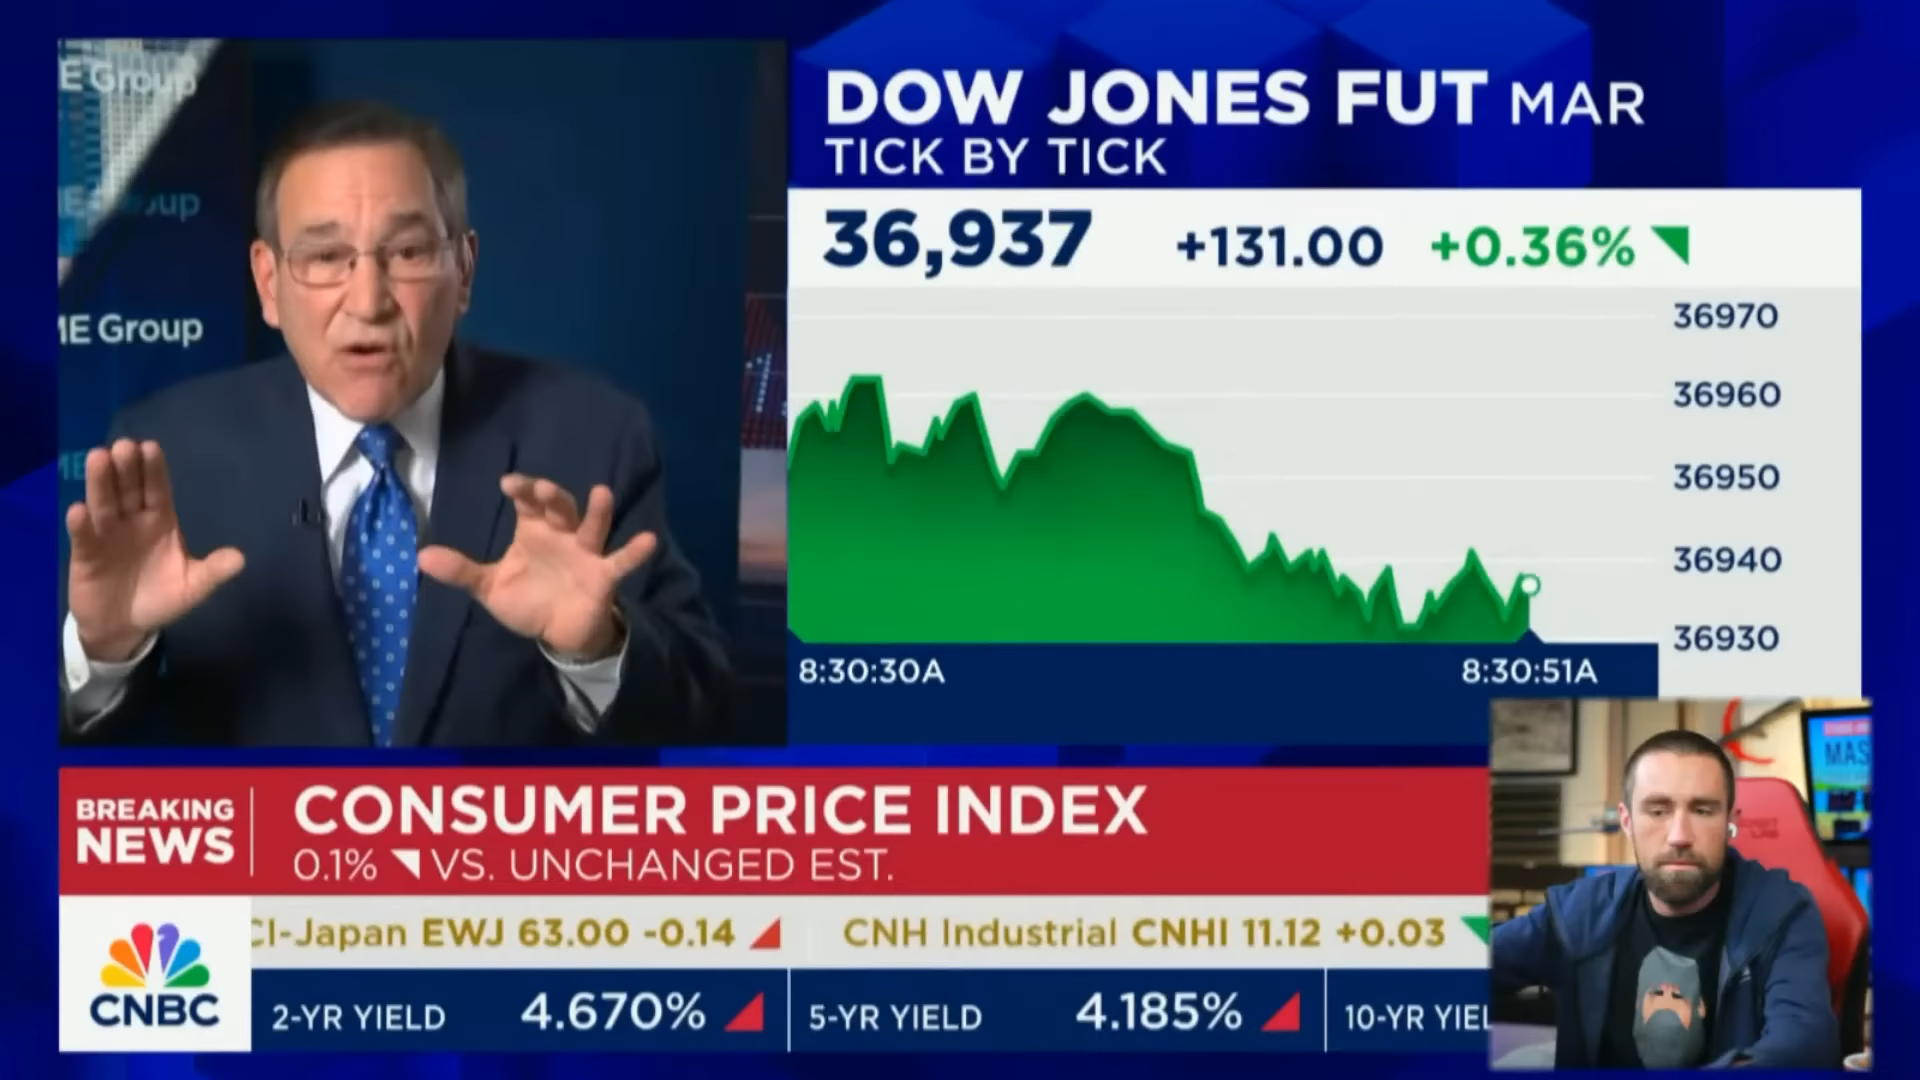 E Group
ME Group
DOW JONES FUT MAR
TICK BY TICK
36,937 +131.00 +0.36%
36970
36960
36950
36940
36930
8:30:30A 8:30:51A
MAS
BREAKING NEWS
CONSUMER PRICE INDEX
0.1% VS. UNCHANGED EST.
CI-Japan EWJ 63.00 -0.14 CNH Industrial CNHI 11.12 +0.03
CNBC
2-YR YIELD 4.670% 5-YR YIELD 4.185% 10-YR YIEL